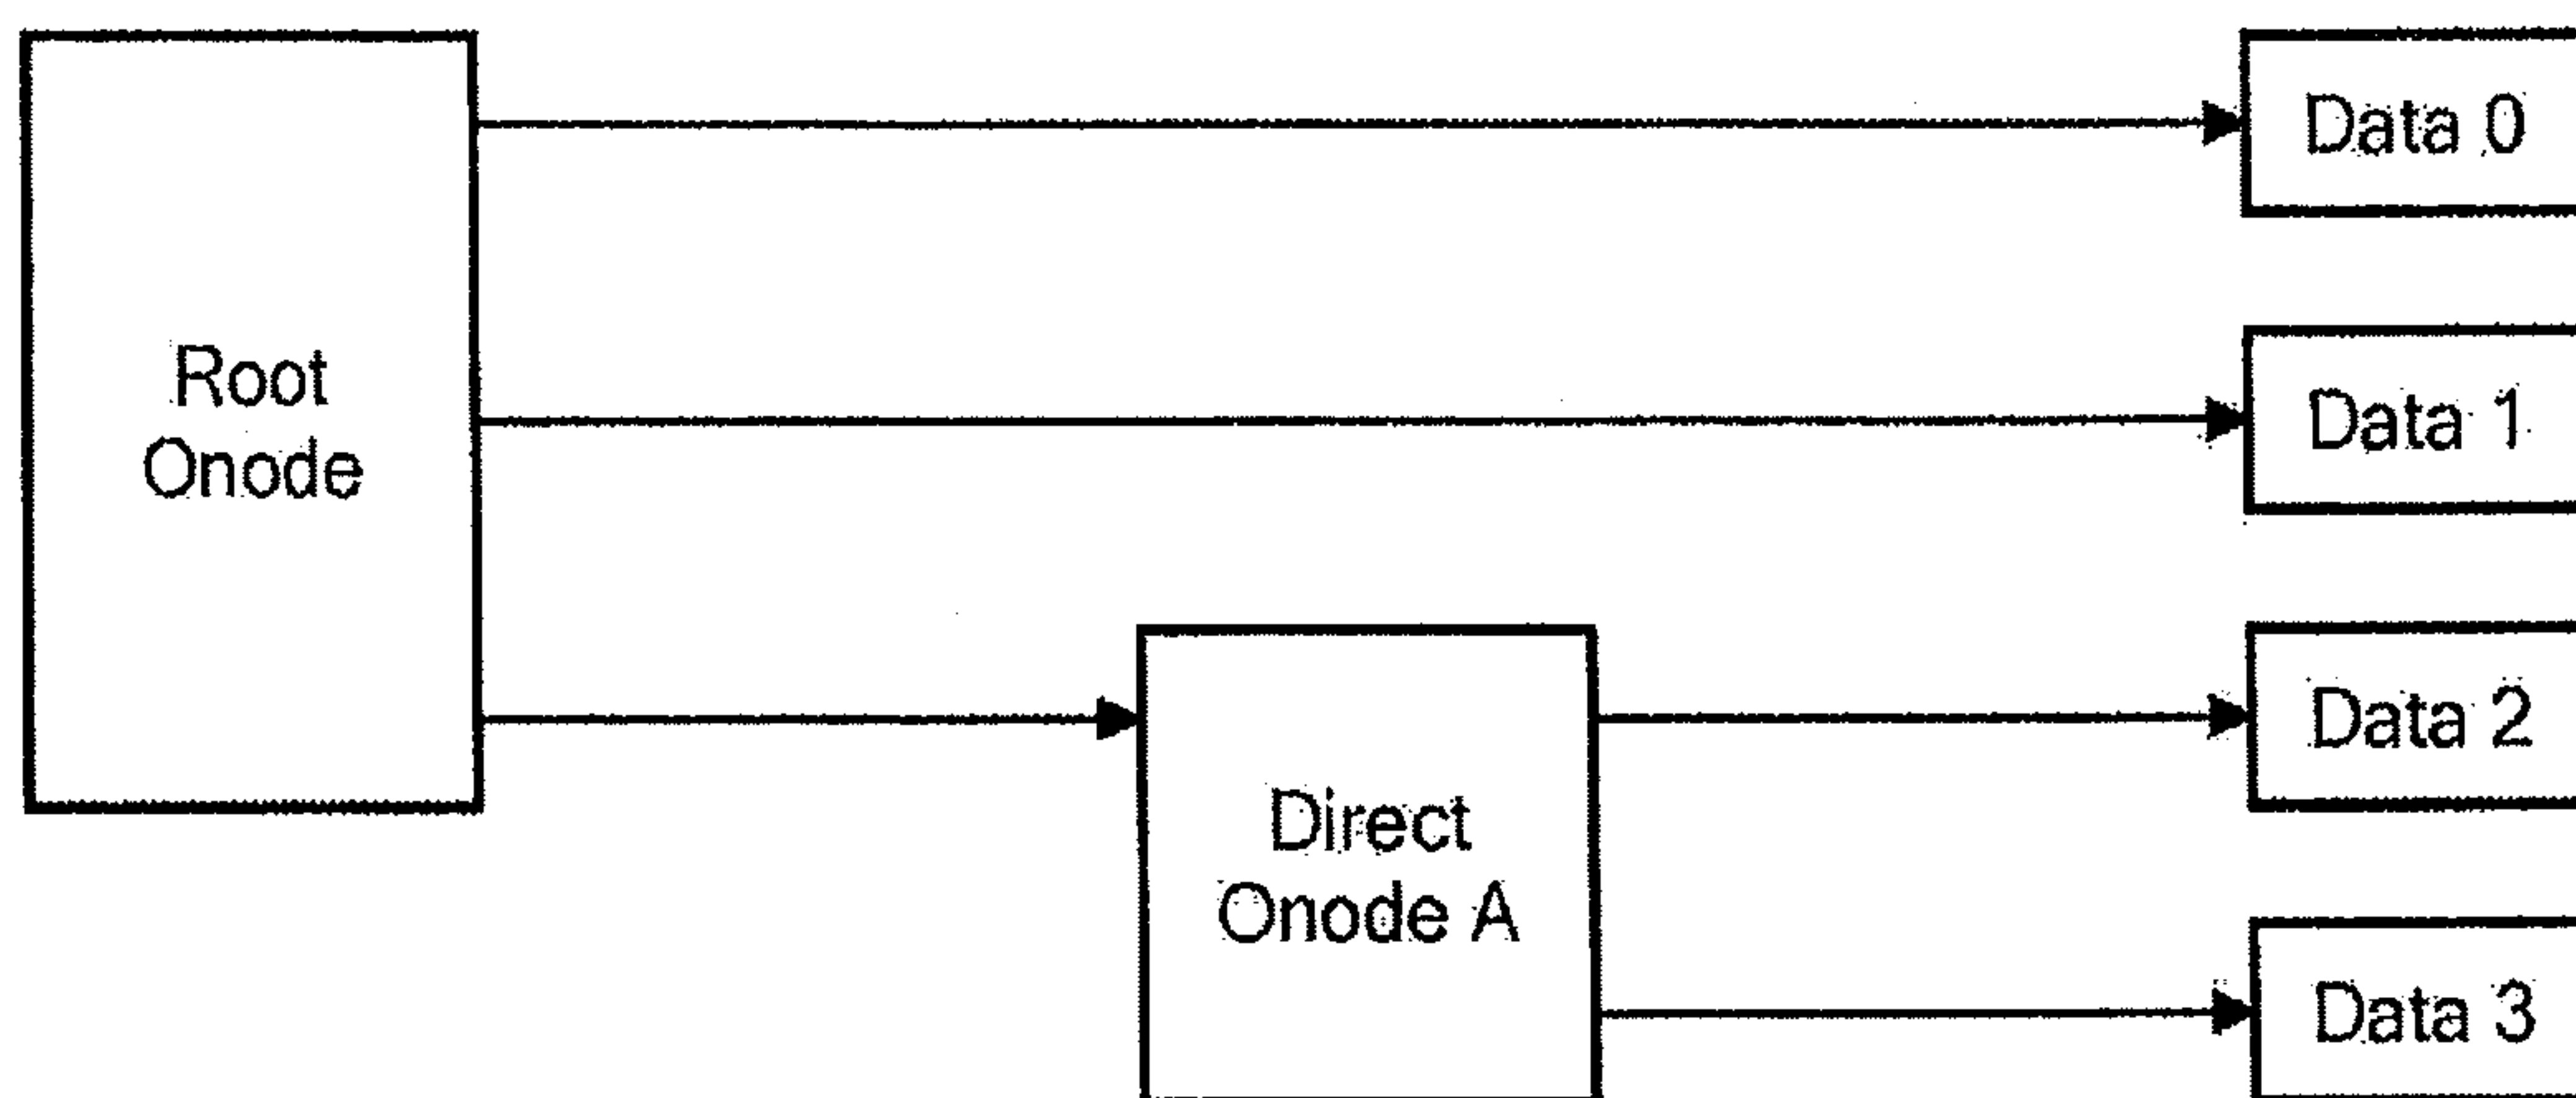 Root
Onode
Data 0
Data 1
Direct
Onode A
Data 2
Data 3